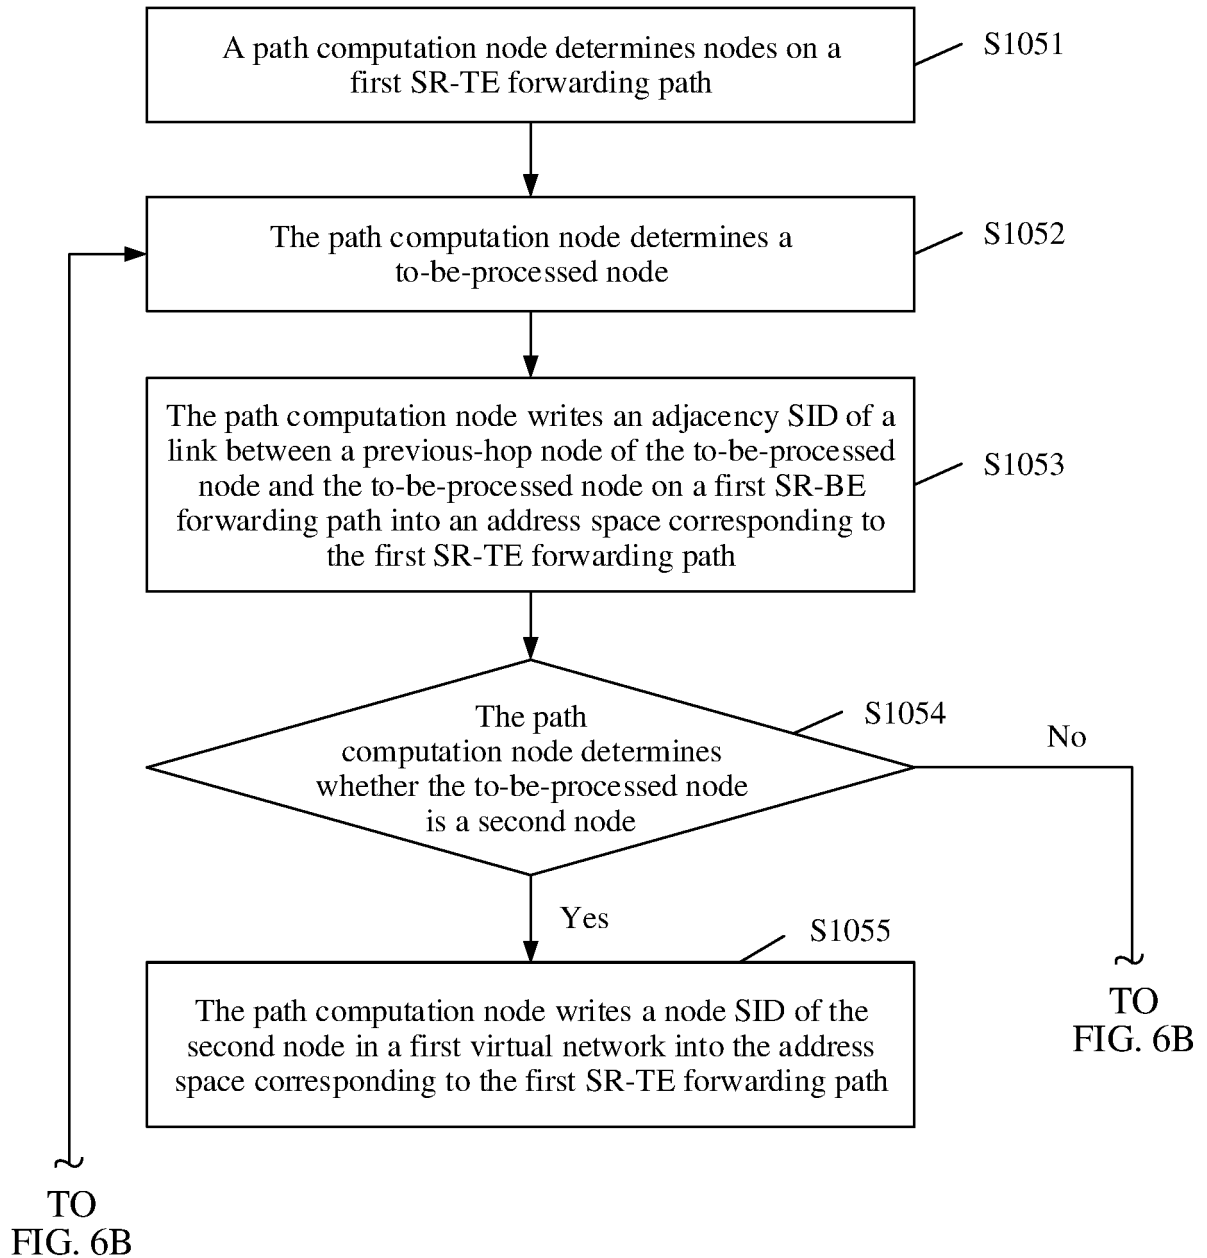 A path computation node determines nodes on a
first SR-TE forwarding path
S1051
The path computation node determines a
to-be-processed node
S1052
The path computation node writes an adjacency SID of a
link between a previous-hop node of the to-be-processed
node and the to-be-processed node on a first SR-BE
forwarding path into an address space corresponding to
the first SR-TE forwarding path
S1053
The path
computation node determines
whether the to-be-processed node
is a second node
S1054
No
Yes
S1055
The path computation node writes a node SID of the
second node in a first virtual network into the address
space corresponding to the first SR-TE forwarding path
TO
FIG. 6B
TO
FIG. 6B